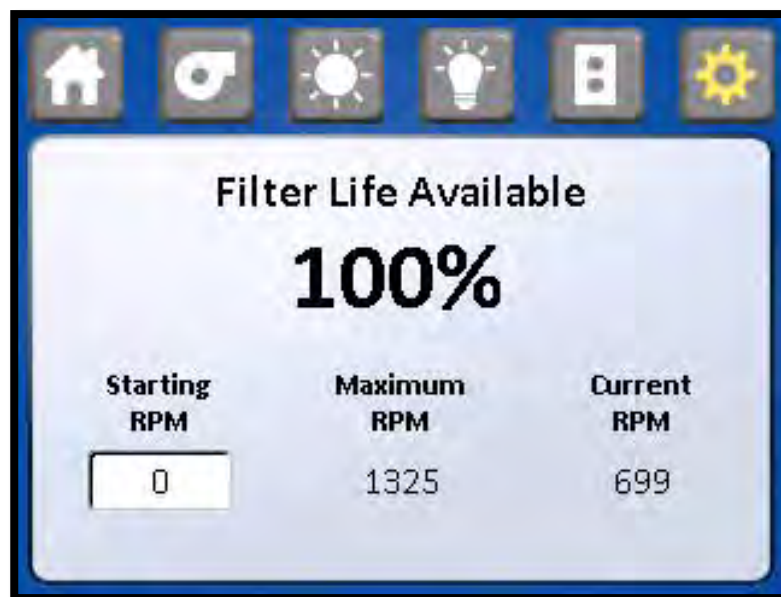 Filter Life Available
100%
Starting RPM
Maximum RPM
Current RPM
0
1325
699